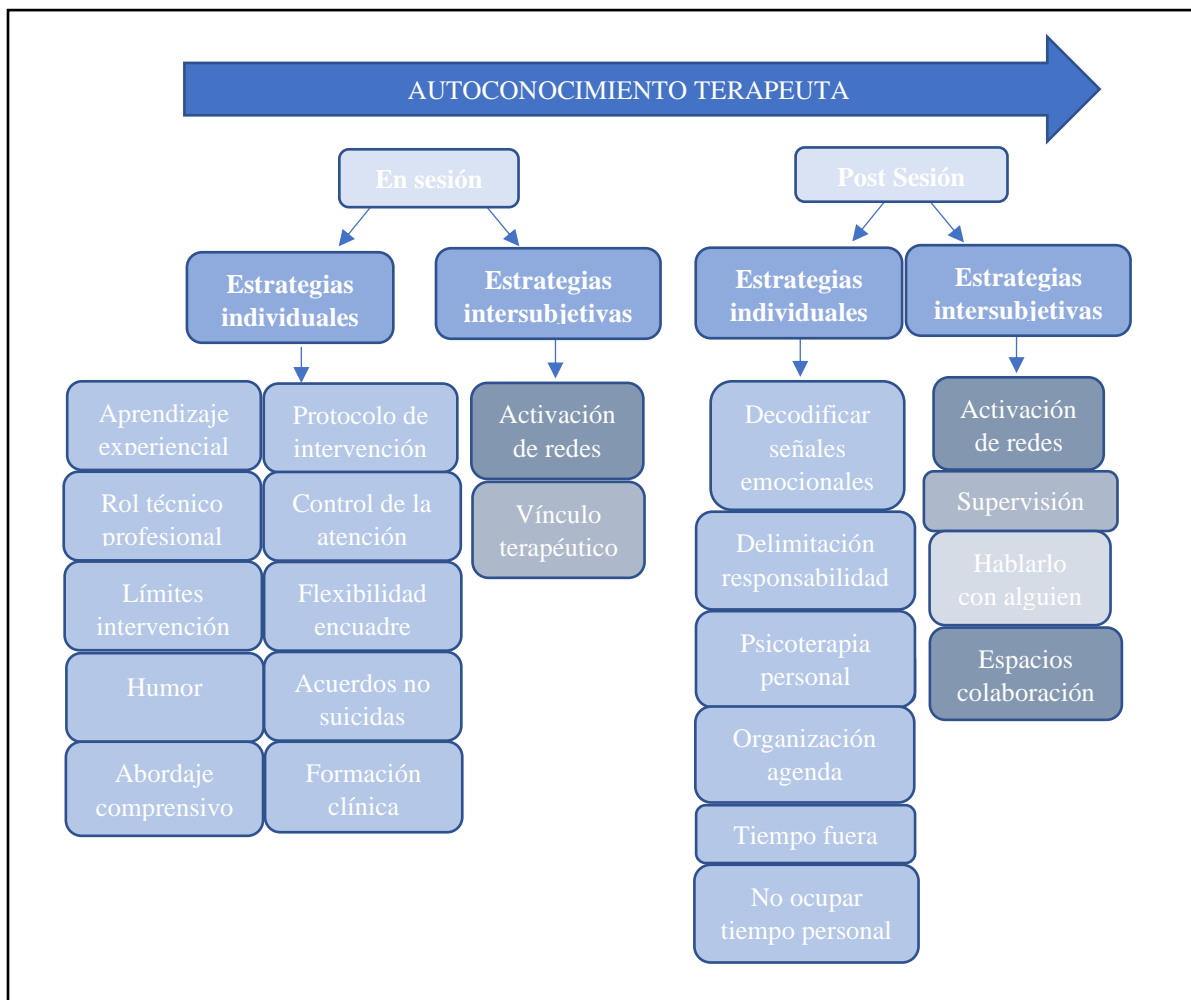 AUTOCONOCIMIENTO TERAPEUTA
En sesión
Post Sesión
Estrategias
individuales
Estrategias
intersubjetivas
Estrategias
individuales
Estrategias
intersubjetivas
Aprendizaje
experiencial
Protocolo de
intervención
Rol técnico
profesional
Control de la
atención
Límites
intervención
Flexibilidad
encuadre
Humor
Acuerdos no
suicidas
Abordaje
comprensivo
Formación
clínica
Activación
de redes
Vínculo
terapéutico
Decodificar
señales
emocionales
Delimitación
responsabilidad
Psicoterapia
personal
Organización
agenda
Tiempo fuera
No ocupar
tiempo personal
Activación
de redes
Supervisión
Hablarlo
con alguien
Espacios
colaboración